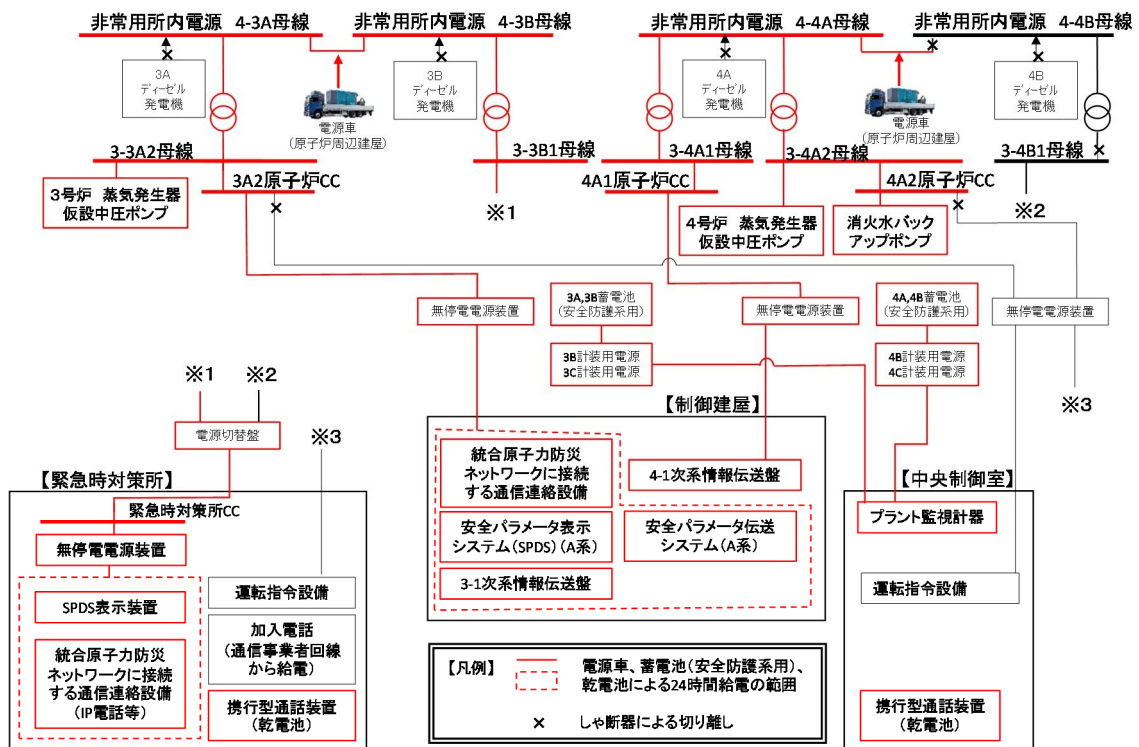 非常用所内電源 4-3A母線
非常用所内電源 4-3B母線
非常用所内電源 4-4A母線
非常用所内電源 4-4B母線
3A
ディーゼル
発電機
3B
ディーゼル
発電機
4A
ディーゼル
発電機
4B
ディーゼル
発電機
電源車
(原子炉周辺建屋)
電源車
(原子炉周辺建屋)
3-3A2母線
3-3B1母線
3-4A1母線
3-4A2母線
3-4B1母線
3A2原子炉CC
4A1原子炉CC
4A2原子炉CC
3号炉 蒸気発生器
仮設中圧ポンプ
※1
4号炉 蒸気発生器
仮設中圧ポンプ
消火水バック
アップポンプ
※2
無停電電源装置
3A,3B蓄電池
(安全防護系用)
無停電電源装置
4A,4B蓄電池
(安全防護系用)
無停電電源装置
3B計装用電源
3C計装用電源
4B計装用電源
4C計装用電源
※1
※2
※3
※3
電源切替盤
【緊急時対策所】
緊急時対策所CC
無停電電源装置
SPDS表示装置
統合原子力防災
ネットワークに接続
する通信連絡設備
(IP電話等)
運転指令設備
加入電話
(通信事業者回線
から給電)
携行型通話装置
(乾電池)
【制御建屋】
統合原子力防災
ネットワークに接続
する通信連絡設備
4-1次系情報伝送盤
安全パラメータ表示
システム(SPDS)(A系)
安全パラメータ伝送
システム(A系)
3-1次系情報伝送盤
【中央制御室】
プラント監視計器
運転指令設備
携行型通話装置
(乾電池)
【凡例】
電源車、蓄電池(安全防護系用)、
乾電池による24時間給電の範囲
× しゃ断器による切り離し